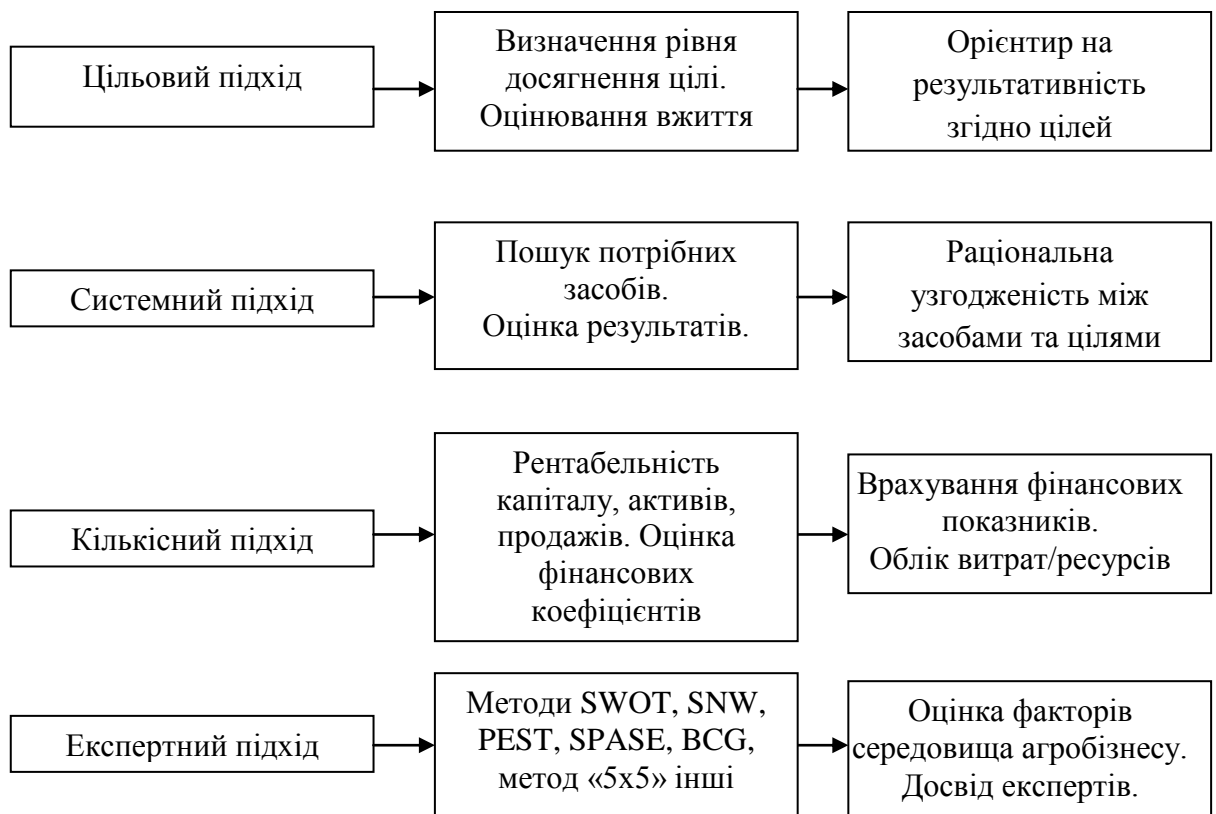 Цільовий підхід
Визначення рівня
досягнення цілі.
Оцінювання вжиття
Орієнтир на
результативність
згідно цілей
Системний підхід
Пошук потрібних
засобів.
Оцінка результатів.
Раціональна
узгодженість між
засобами та цілями
Кількісний підхід
Рентабельність
капіталу, активів,
продажів. Оцінка
фінансових
коефіцієнтів
Врахування фінансових
показників.
Облік витрат/ресурсів
Експертний підхід
Методи SWOT, SNW,
PEST, SPASE, BCG,
метод «5х5» інші
Оцінка факторів
середовища агробізнесу.
Досвід експертів.